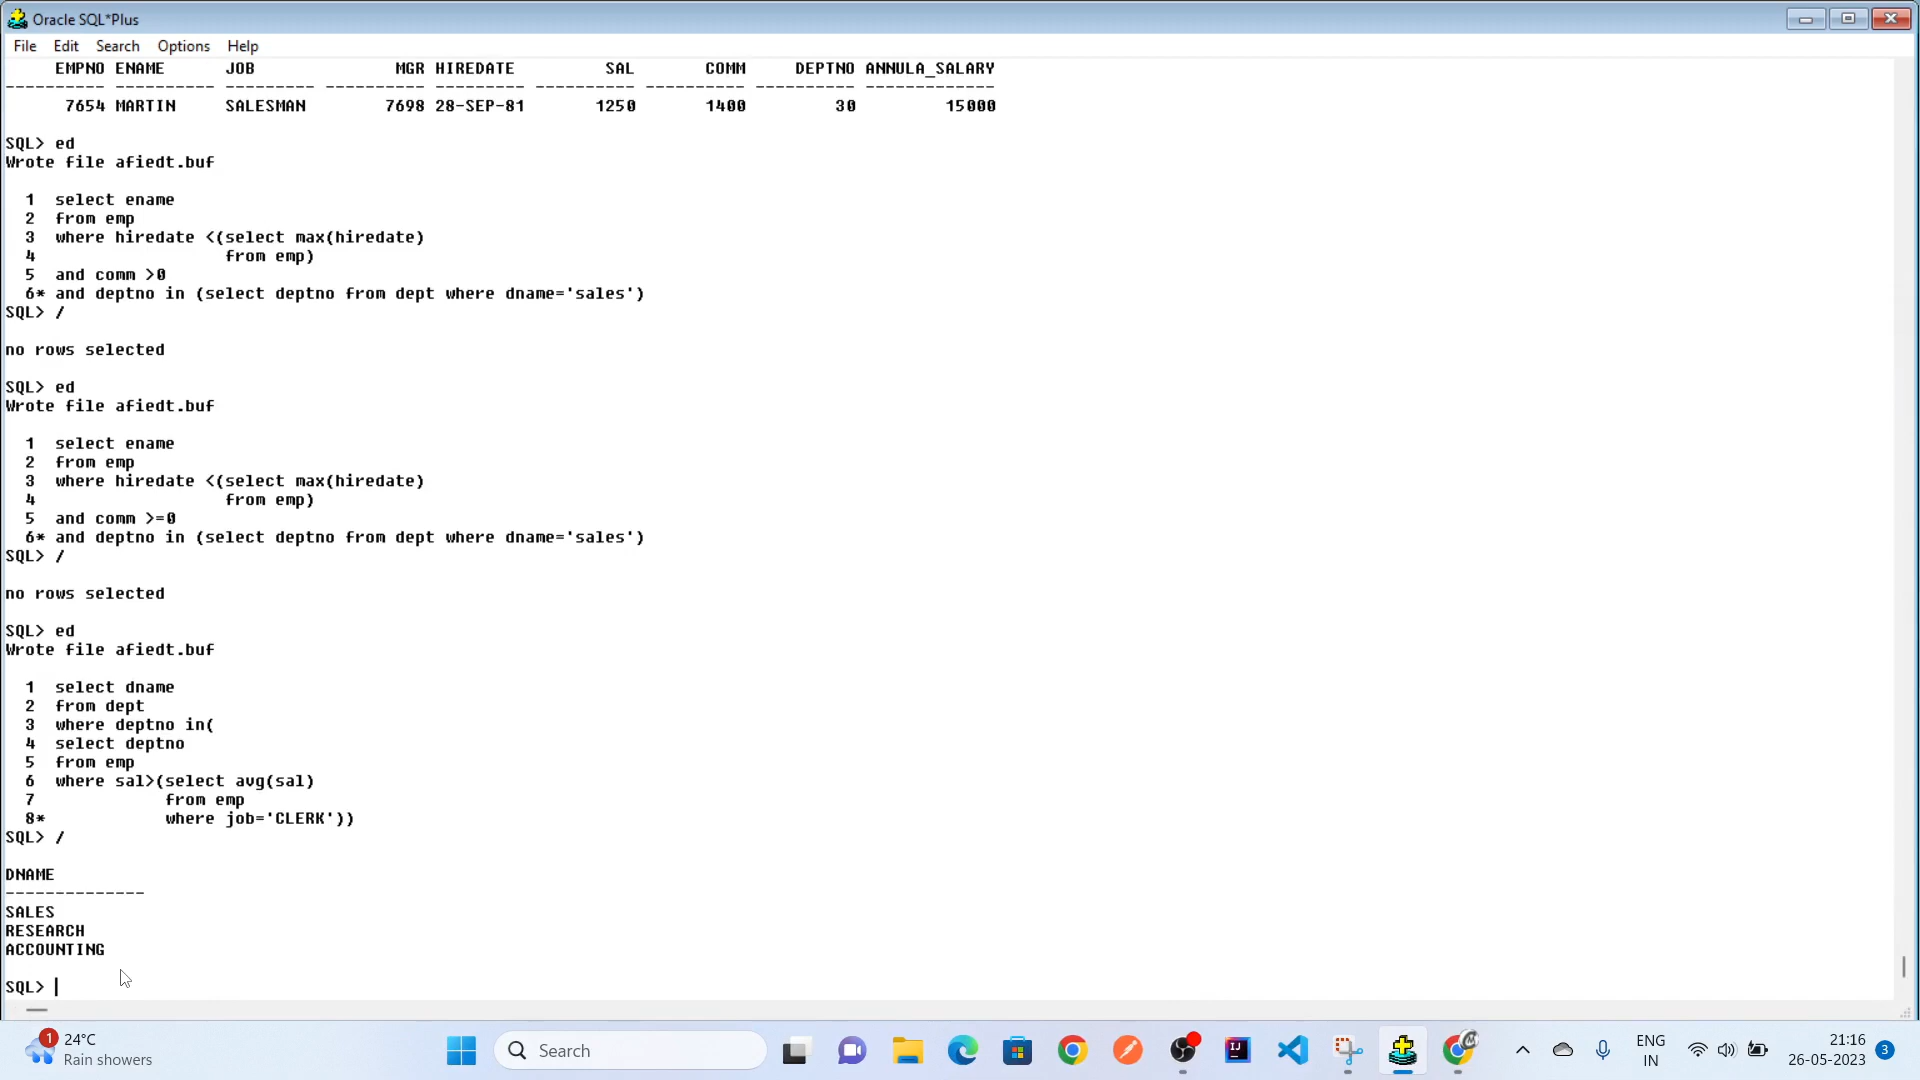 Oracle SQL*Plus
File Edit Search Options Help
EMPNO ENAME JOB MGR HIREDATE SAL COMM DEPTNO ANNULA_SALARY
---------- ---------- --------- ---------- --------- ---------- ---------- ---------- -------------
7654 MARTIN SALESMAN 7698 28-SEP-81 1250 1400 30 15000
SQL> ed
Wrote file afiedt.buf
1 select ename
2 from emp
3 where hiredate <(select max(hiredate)
4 from emp)
5 and comm >0
6* and deptno in (select deptno from dept where dname='sales')
SQL> /
no rows selected
SQL> ed
Wrote file afiedt.buf
1 select ename
2 from emp
3 where hiredate <(select max(hiredate)
4 from emp)
5 and comm >=0
6* and deptno in (select deptno from dept where dname='sales')
SQL> /
no rows selected
SQL> ed
Wrote file afiedt.buf
1 select dname
2 from dept
3 where deptno in(
4 select deptno
5 from emp
6 where sal>(select avg(sal)
7 from emp
8* where job='CLERK'))
SQL> /
DNAME
--------------
SALES
RESEARCH
ACCOUNTING
SQL>
1 24°C
Rain showers
Search
IJ
M
ENG
IN
21:16
26-05-2023
3